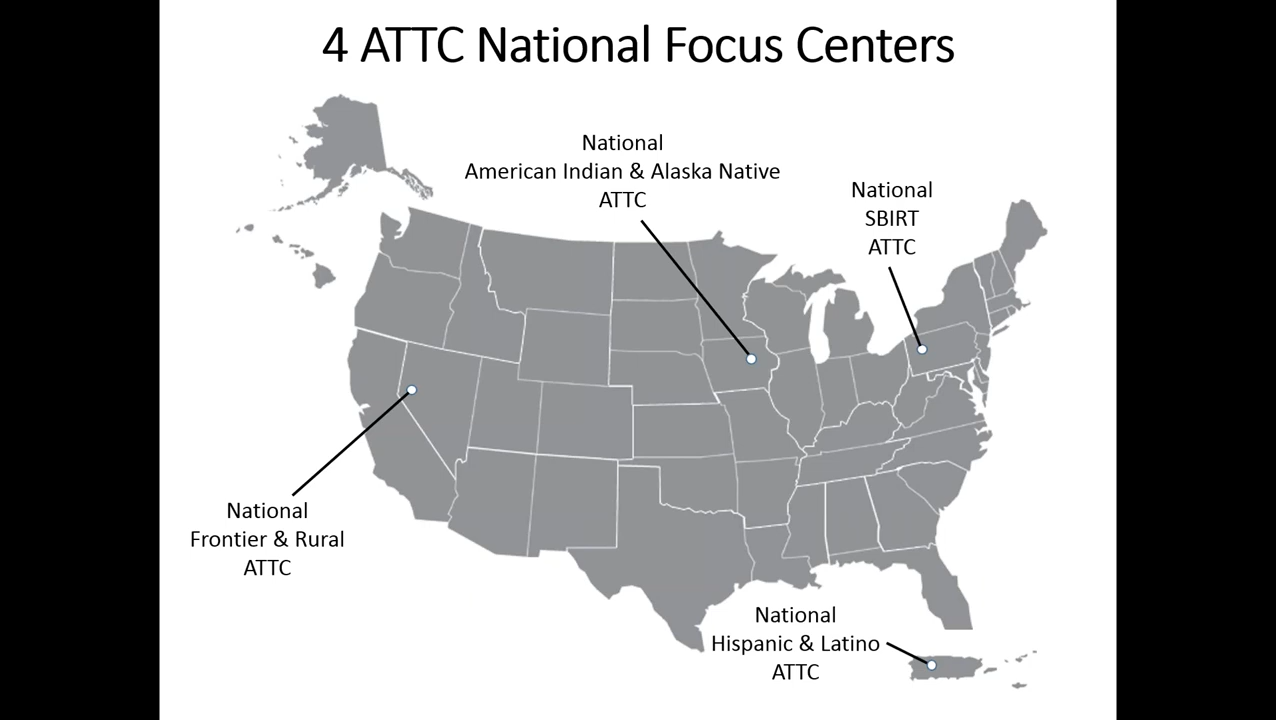 4 ATTC National Focus Centers
National
American Indian & Alaska Native
ATTC
National
SBIRT
ATTC
National
Frontier & Rural
ATTC
National
Hispanic & Latino
ATTC